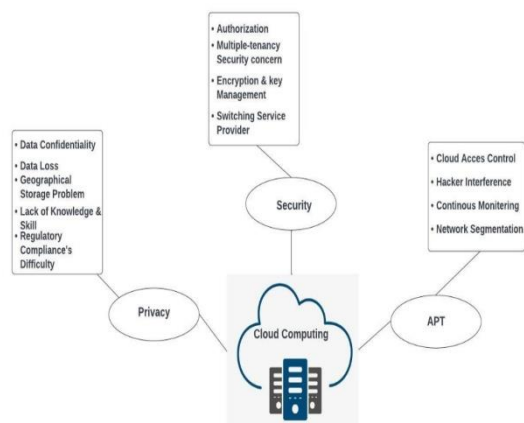 • Authorization
• Multiple-tenancy
Security concern
• Encryption & key
Management
• Switching Service
Provider
Security
• Data Confidentiality
• Data Loss
• Geographical
Storage Problem
• Lack of Knowledge &
Skill
• Regulatory
Compliance's
Difficulty
Privacy
• Cloud Acces Control
• Hacker Interference
• Continous Monitering
• Network Segmentation
APT
Cloud Computing